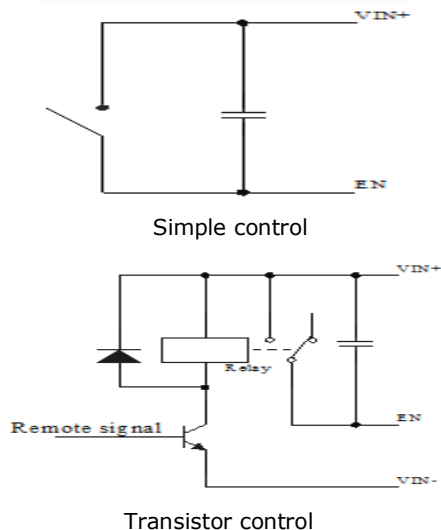 VIN+
EN
Simple control
VIN+
Relay
EN
Remote signal
VIN-
Transistor control